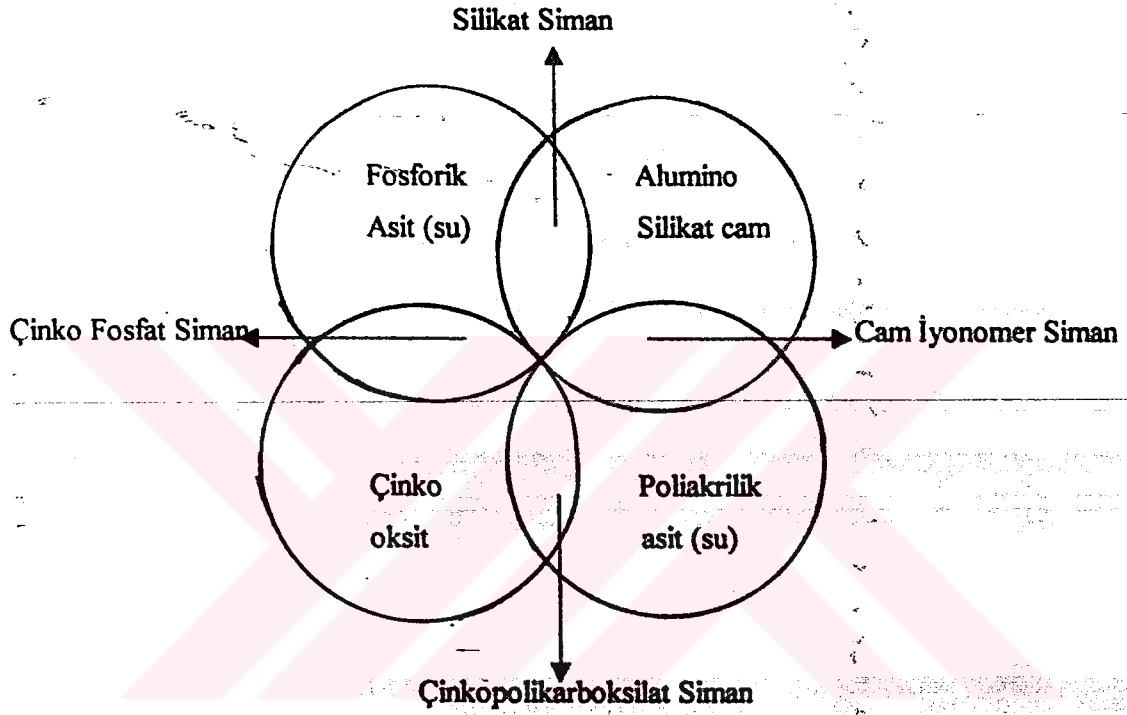 Silikat Siman
Fosforik
Asit (su)
Alumino
Silikat cam
Çinko Fosfat Siman
Cam İyonomer Siman
Çinko
oksit
Poliakrilik
asit (su)
Çinkopolikarboksilat Siman